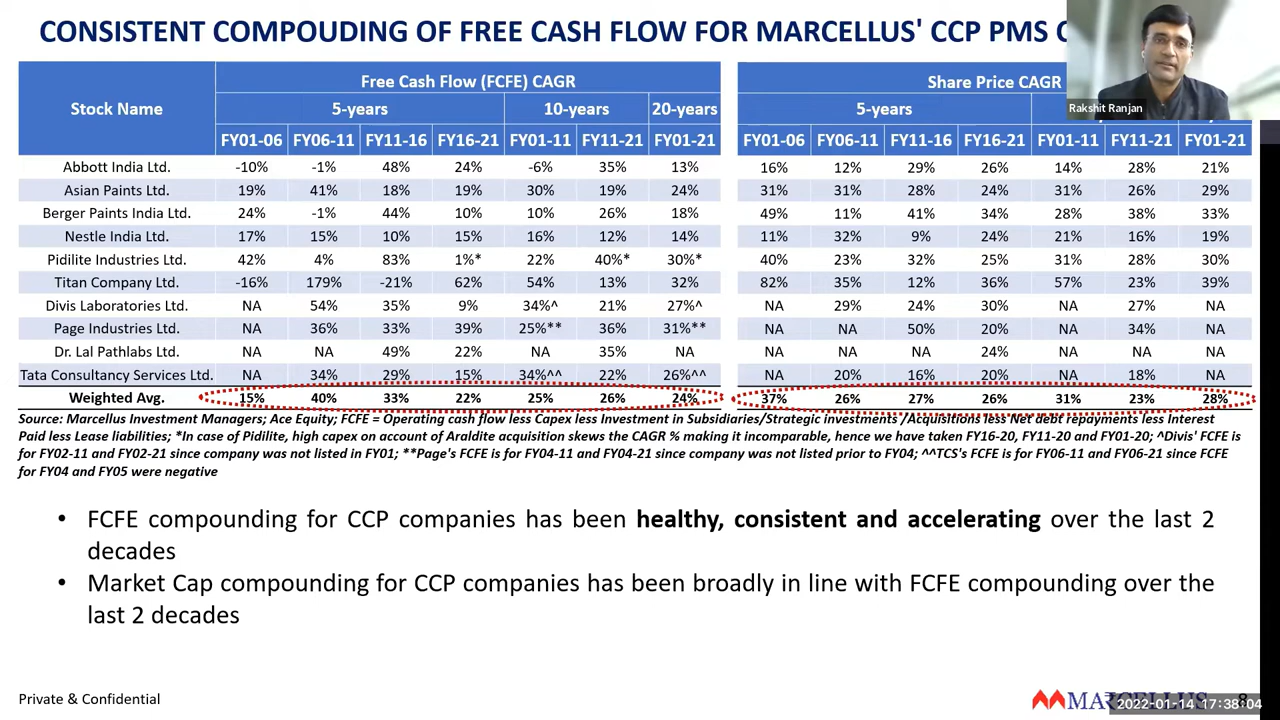 CONSISTENT COMPOUDING OF FREE CASH FLOW FOR MARCELLUS' CCP PMS
Rakshit Ranjan
Stock Name Free Cash Flow (FCFE) CAGR Share Price CAGR
5-years 10-years 20-years 5-years
FY01-06 FY06-11 FY11-16 FY16-21 FY01-11 FY11-21 FY01-21 FY01-06 FY06-11 FY11-16 FY16-21 FY01-11 FY11-21 FY01-21
Abbott India Ltd. -10% -1% 48% 24% -6% 35% 13% 16% 12% 29% 26% 14% 28% 21%
Asian Paints Ltd. 19% 41% 18% 19% 30% 19% 24% 31% 31% 28% 24% 31% 26% 29%
Berger Paints India Ltd. 24% -1% 44% 10% 10% 26% 18% 49% 11% 41% 34% 28% 38% 33%
Nestle India Ltd. 17% 15% 10% 15% 16% 12% 14% 11% 32% 9% 24% 21% 16% 19%
Pidilite Industries Ltd. 42% 4% 83% 1%* 22% 40%* 30%* 40% 23% 32% 25% 31% 28% 30%
Titan Company Ltd. -16% 179% -21% 62% 54% 13% 32% 82% 35% 12% 36% 57% 23% 39%
Divis Laboratories Ltd. NA 54% 35% 9% 34%^ 21% 27%^ NA 29% 24% 30% NA 27% NA
Page Industries Ltd. NA 36% 33% 39% 25%** 36% 31%** NA NA 50% 20% NA 34% NA
Dr. Lal Pathlabs Ltd. NA NA 49% 22% NA 35% NA NA NA NA 24% NA NA NA
Tata Consultancy Services Ltd. NA 34% 29% 15% 34%^^ 22% 26%^^ NA 20% 16% 20% NA 18% NA
Weighted Avg. 15% 40% 33% 22% 25% 26% 24% 37% 26% 27% 26% 31% 23% 28%
Source: Marcellus Investment Managers; Ace Equity; FCFE = Operating cash flow less Capex less Investment in Subsidiaries/Strategic investments /Acquisitions less Net debt repayments less Interest
Paid less Lease liabilities; *In case of Pidilite, high capex on account of Araldite acquisition skews the CAGR % making it incomparable, hence we have taken FY16-20, FY11-20 and FY01-20; ^Divis' FCFE is
for FY02-11 and FY02-21 since company was not listed in FY01; **Page's FCFE is for FY04-11 and FY04-21 since company was not listed prior to FY04; ^^TCS's FCFE is for FY06-11 and FY06-21 since FCFE
for FY04 and FY05 were negative
• FCFE compounding for CCP companies has been healthy, consistent and accelerating over the last 2
decades
• Market Cap compounding for CCP companies has been broadly in line with FCFE compounding over the
last 2 decades
Private & Confidential
MARCELLUS 8
2022-01-14 17:38:04